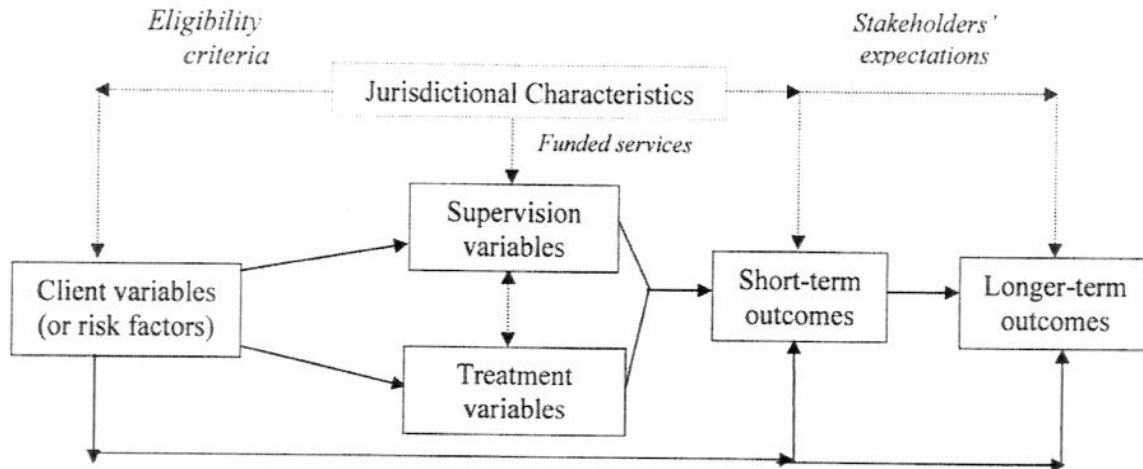 Eligibility
criteria
Stakeholders'
expectations
Jurisdictional Characteristics
Funded services
Supervision
variables
Client variables
(or risk factors)
Short-term
outcomes
Longer-term
outcomes
Treatment
variables